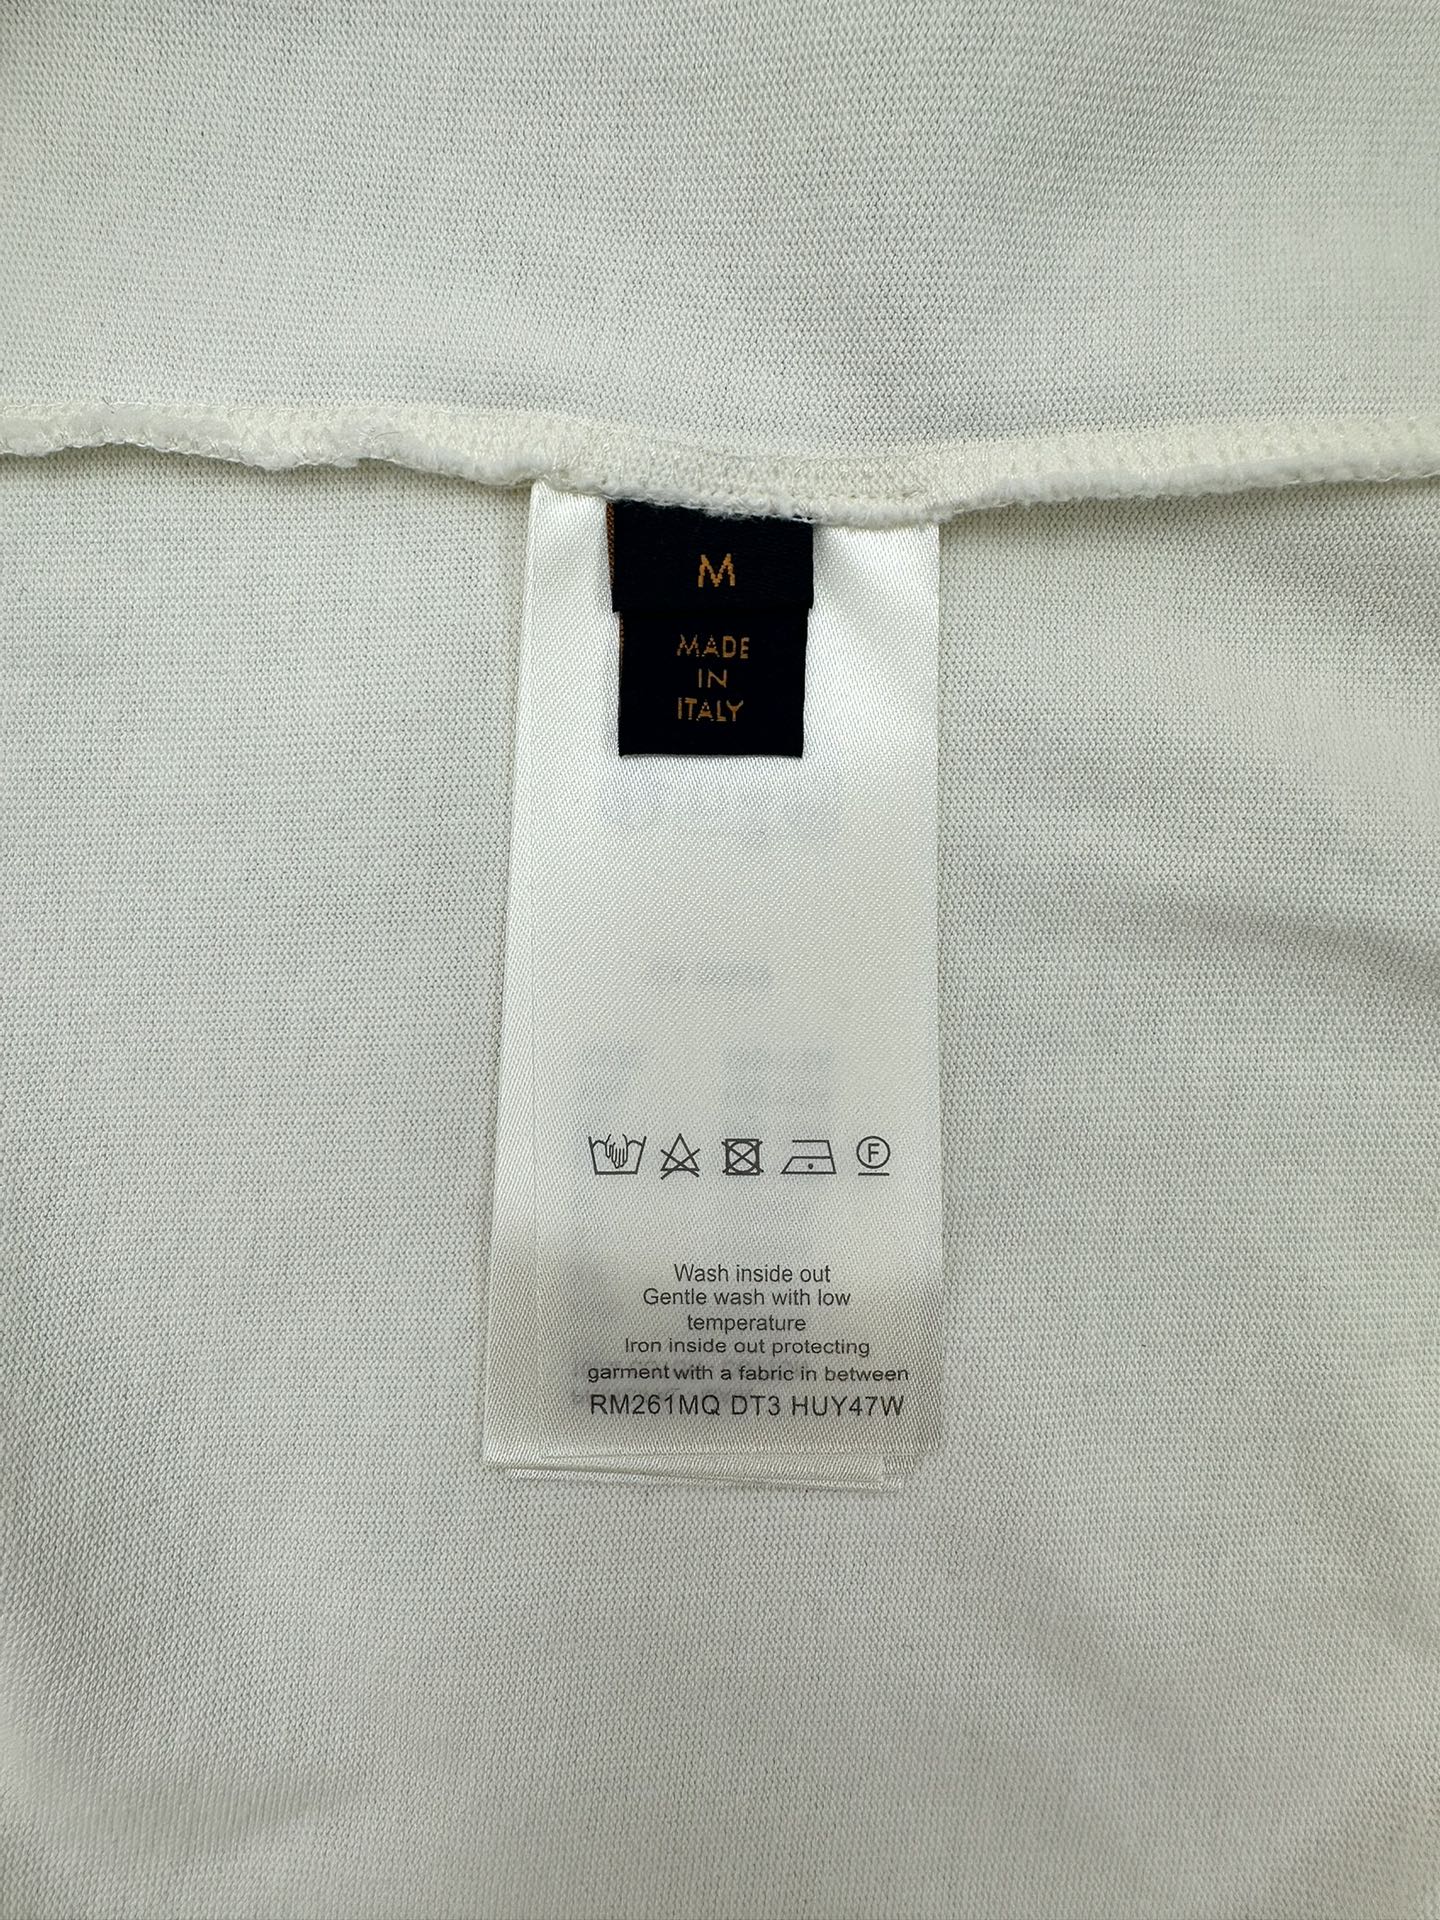 M
MADE
IN
ITALY
F
Wash inside out
Gentle wash with low
temperature
Iron inside out protecting
garment with a fabric in between
RM261MQ DT3 HUY47W